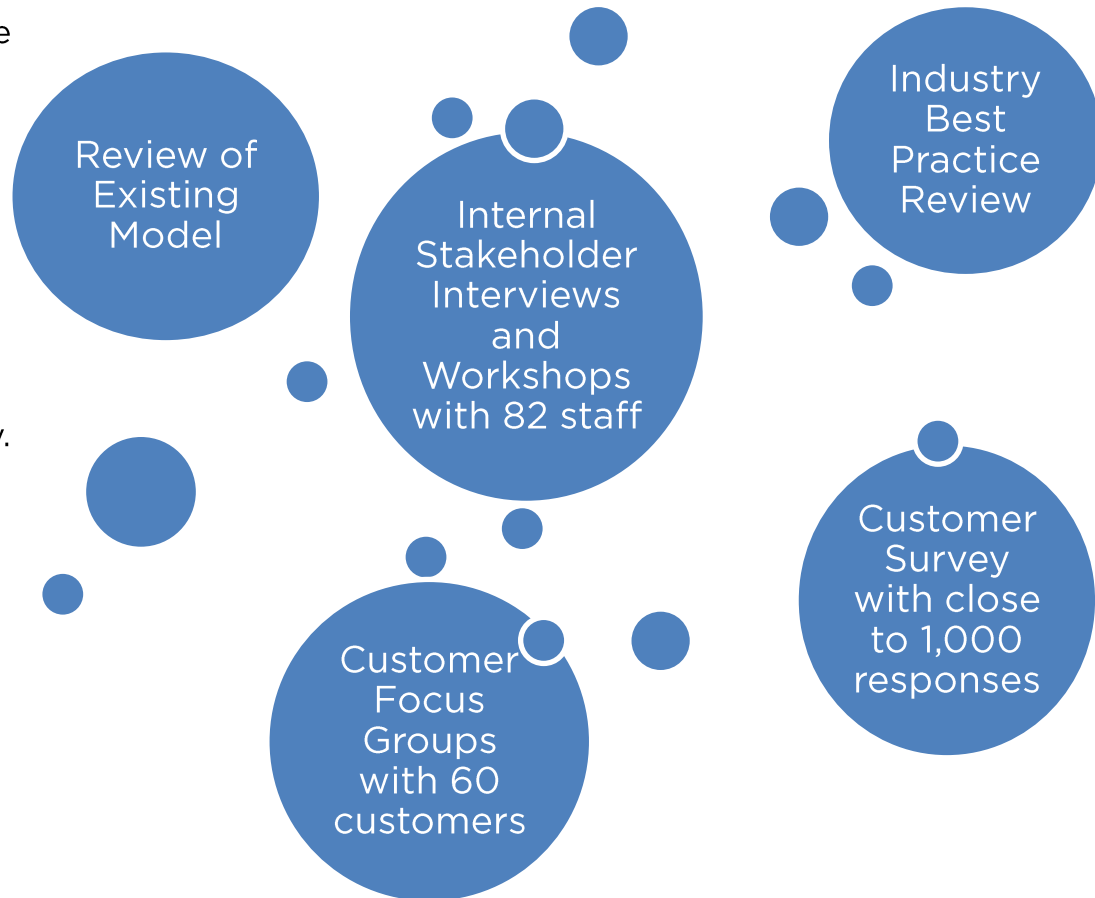 e
Review of
Existing
Model
Internal
Stakeholder
Interviews
and
Workshops
with 82 staff
Industry
Best
Practice
Review
y.
Customer
Focus
Groups
with 60
customers
Customer
Survey
with close
to 1,000
responses